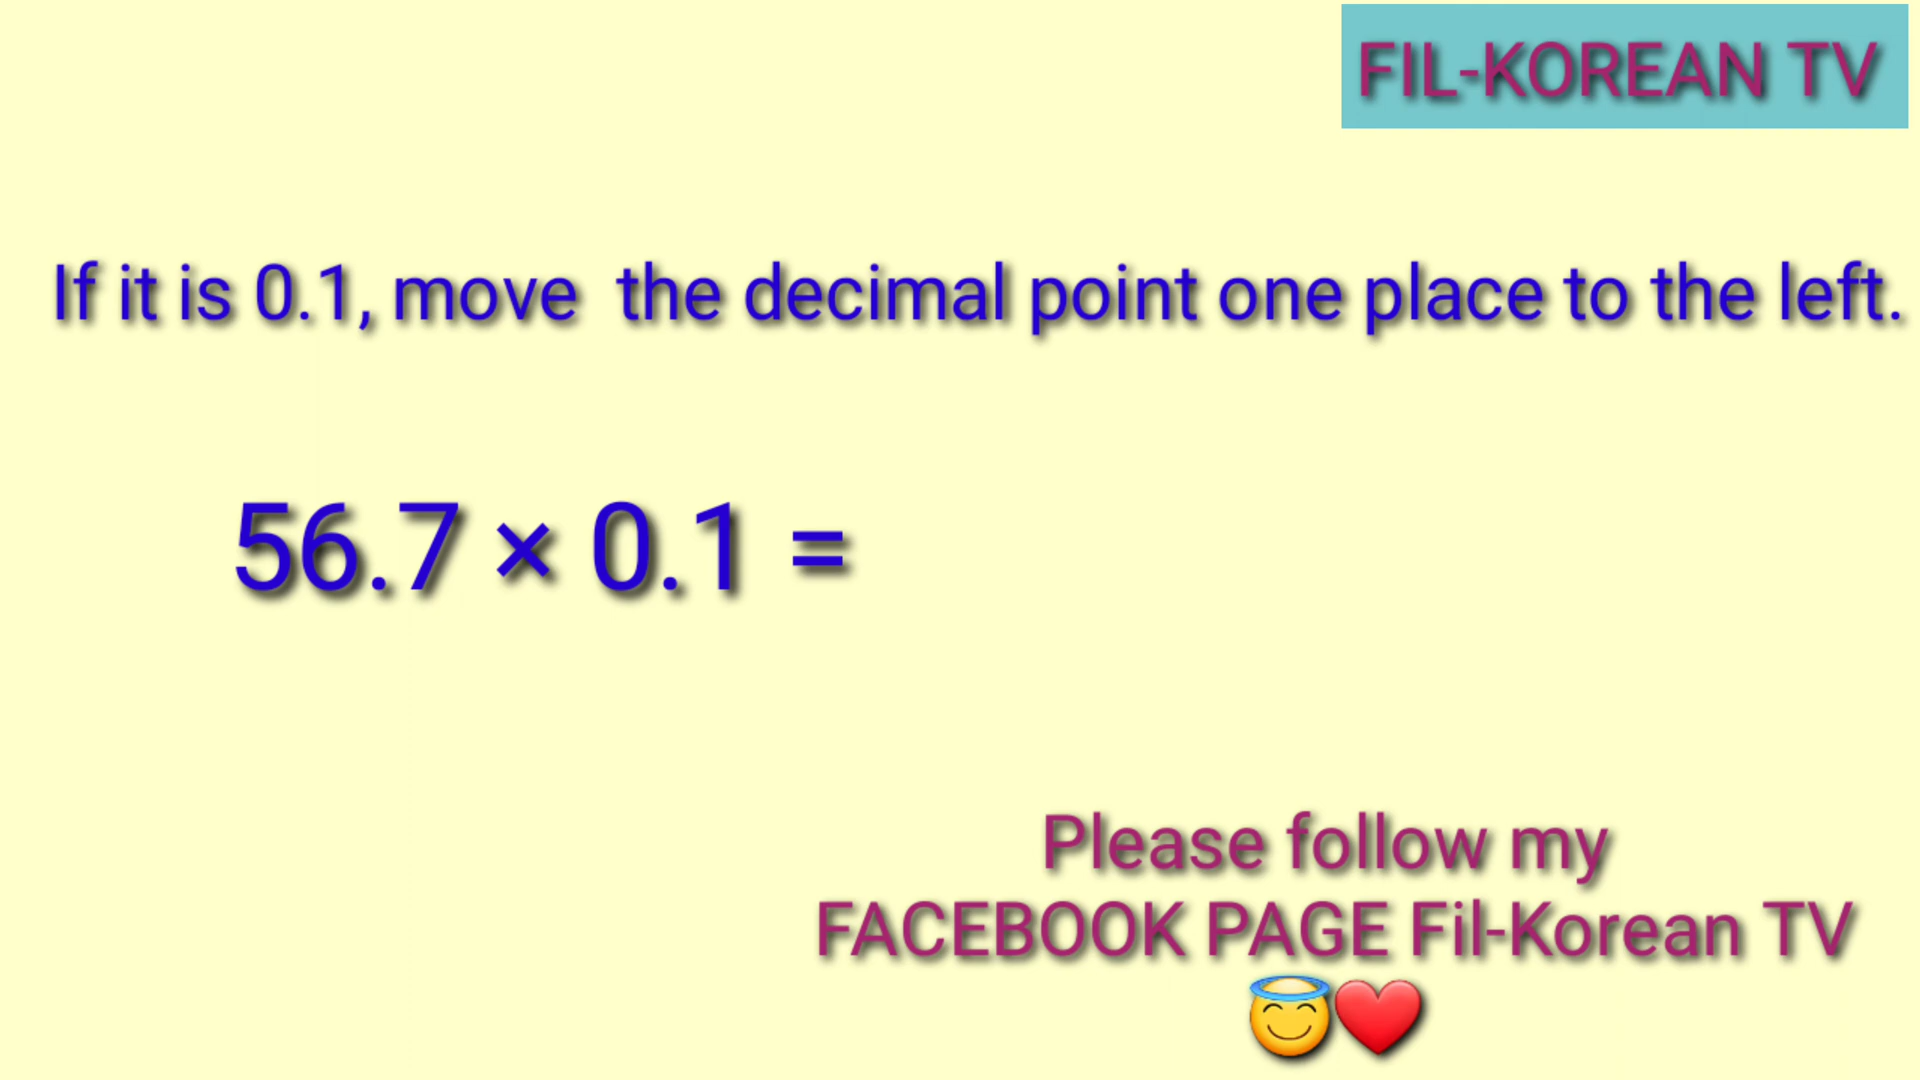 FIL-KOREAN TV
If it is 0.1, move  the decimal point one place to the left.
56.7 × 0.1 =
Please follow my
FACEBOOK PAGE Fil-Korean TV
😇❤️